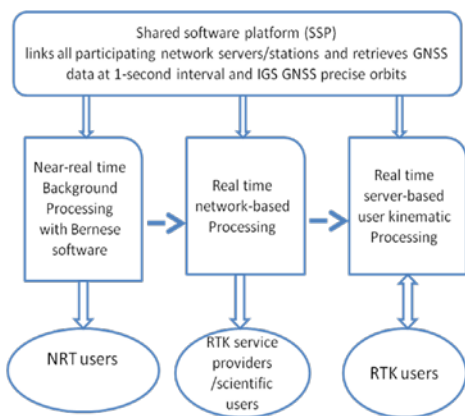 Shared software platform (SSP)
links all participating network servers/stations and retrieves GNSS
data at 1-second interval and IGS GNSS precise orbits
Near-real time
Background
Processing
with Bernese
software
Real time
network-based
Processing
Real time
server-based
user kinematic
Processing
NRT users
RTK service
providers
/scientific
users
RTK users